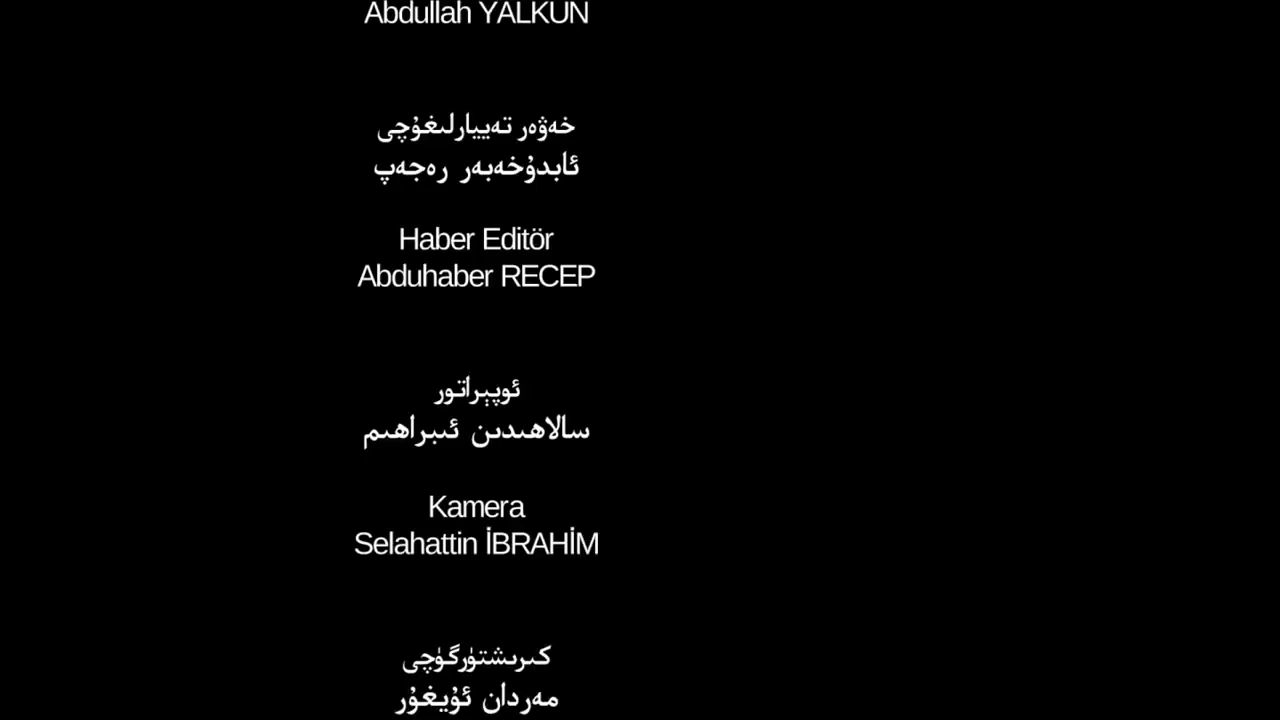 Abdullah YALKUN
خەۋەر تەييارلىغۇچى
ئابدۇخەبەر رەجەپ
Haber Editör
Abduhaber RECEP
ئوپېراتور
سالاھىدىن ئىبراھىم
Kamera
Selahattin İBRAHİM
كىرىشتۈرگۈچى
مەردان ئۇيغۇر